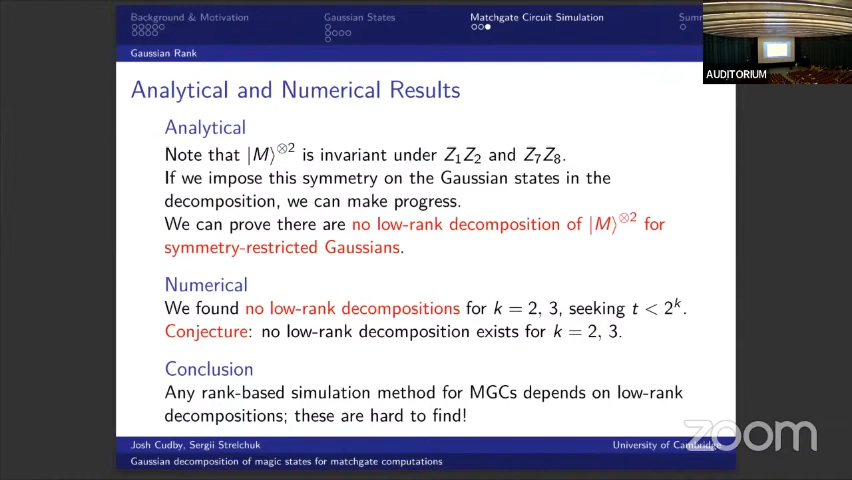 Background & Motivation
Gaussian States
Matchgate Circuit Simulation
Gaussian Rank
AUDITORIUM
Analytical and Numerical Results
Analytical
Note that |M⟩⊗2 is invariant under Z1Z2 and Z7Z8.
If we impose this symmetry on the Gaussian states in the
decomposition, we can make progress.
We can prove there are no low-rank decomposition of |M⟩⊗2 for
symmetry-restricted Gaussians.
Numerical
We found no low-rank decompositions for k = 2, 3, seeking t < 2^k.
Conjecture: no low-rank decomposition exists for k = 2, 3.
Conclusion
Any rank-based simulation method for MGCs depends on low-rank
decompositions; these are hard to find!
Josh Cudby, Sergii Strelchuk
University of Cambridge
Gaussian decomposition of magic states for matchgate computations
zoom